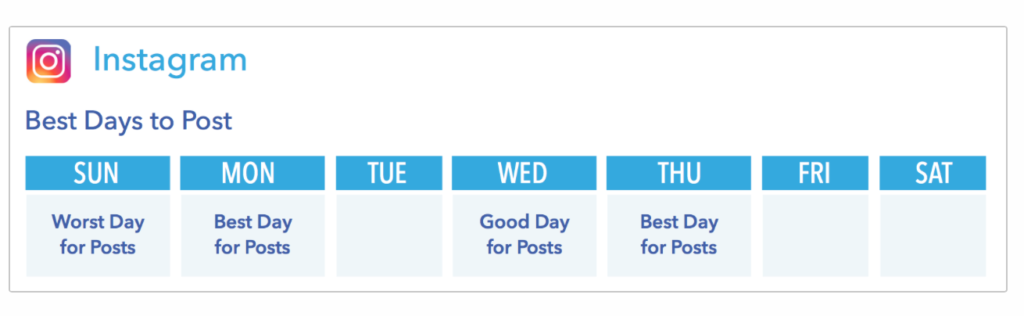 Instagram
Best Days to Post
SUN MON TUE WED THU FRI SAT
Worst Day Best Day Good Day Best Day
for Posts for Posts for Posts for Posts